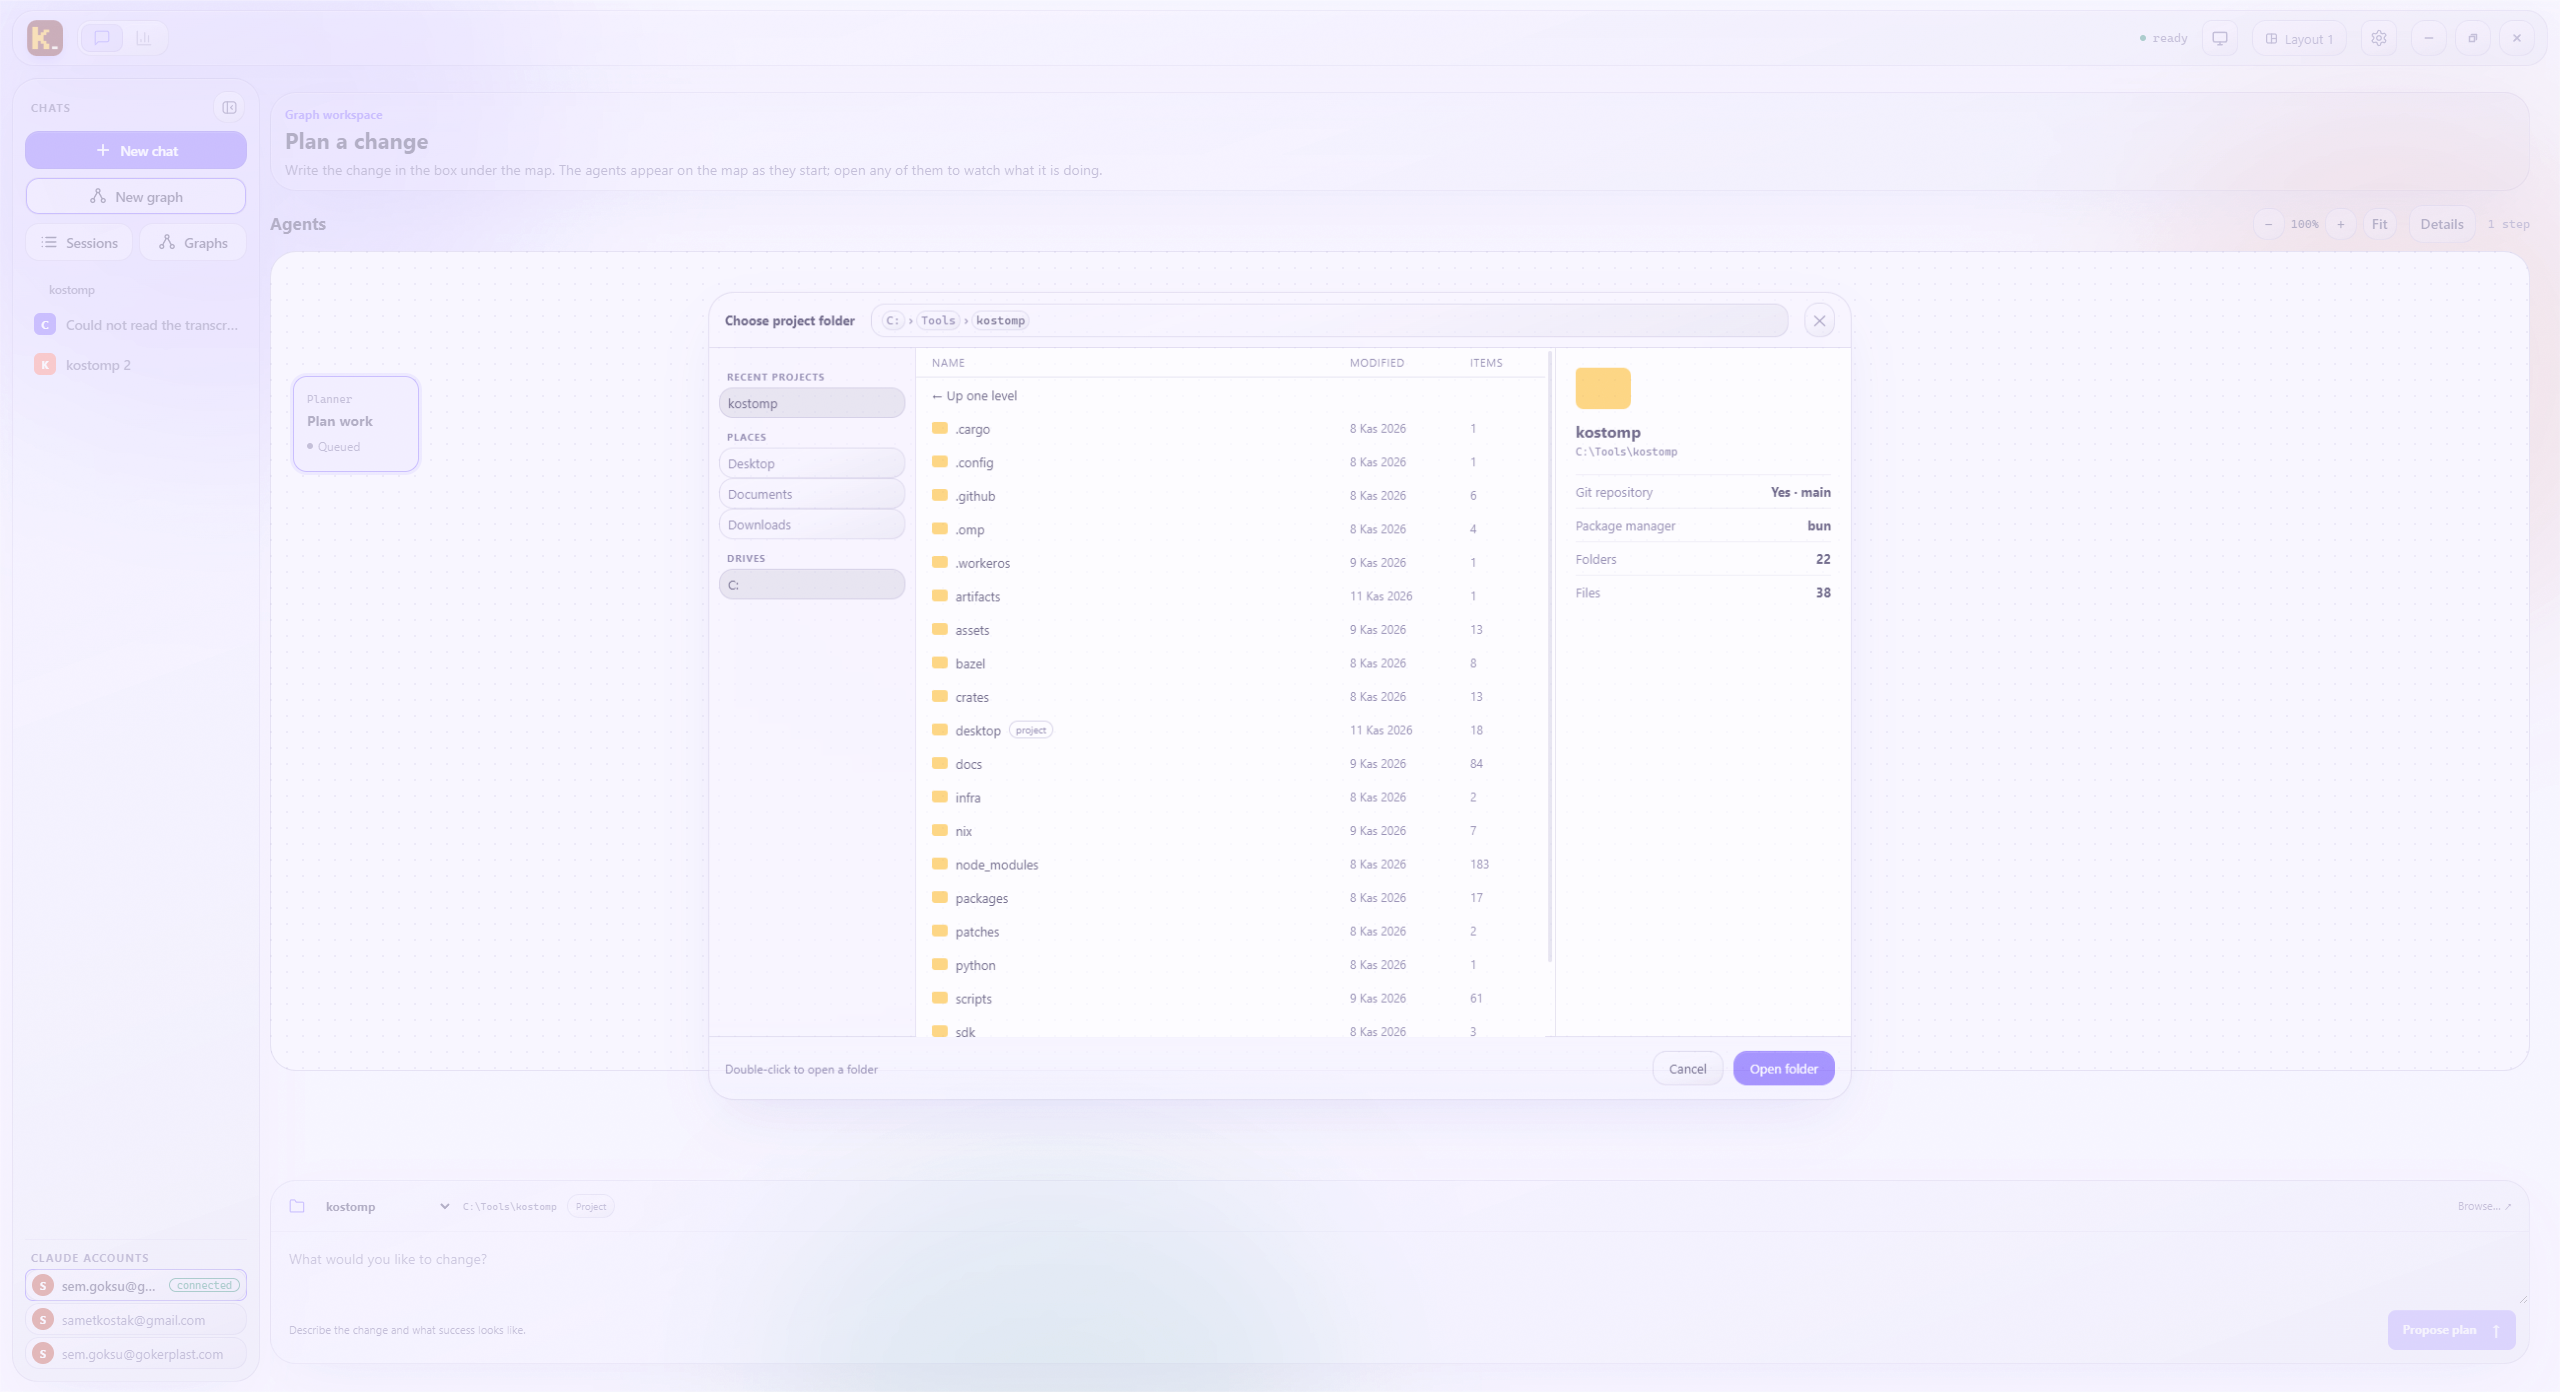 k.
ready
Layout 1
CHATS
+ New chat
New graph
Sessions
Graphs
kostomp
C Could not read the transcr...
K kostomp 2
CLAUDE ACCOUNTS
S sem.goksu@g... connected
S sametkostak@gmail.com
S sem.goksu@gokerplast.com
Graph workspace
Plan a change
Write the change in the box under the map. The agents appear on the map as they start; open any of them to watch what it is doing.
Agents
− 100% + Fit Details 1 step
Planner
Plan work
Queued
Choose project folder
C: › Tools › kostomp
RECENT PROJECTS
kostomp
PLACES
Desktop
Documents
Downloads
DRIVES
C:
NAME MODIFIED ITEMS
← Up one level
.cargo 8 Kas 2026 1
.config 8 Kas 2026 1
.github 8 Kas 2026 6
.omp 8 Kas 2026 4
.workeros 9 Kas 2026 1
artifacts 11 Kas 2026 1
assets 9 Kas 2026 13
bazel 8 Kas 2026 8
crates 8 Kas 2026 13
desktop project 11 Kas 2026 18
docs 9 Kas 2026 84
infra 8 Kas 2026 2
nix 9 Kas 2026 7
node_modules 8 Kas 2026 183
packages 8 Kas 2026 17
patches 8 Kas 2026 2
python 8 Kas 2026 1
scripts 9 Kas 2026 61
sdk 8 Kas 2026 3
kostomp
C:\Tools\kostomp
Git repository Yes · main
Package manager bun
Folders 22
Files 38
Double-click to open a folder
Cancel
Open folder
kostomp
C:\Tools\kostomp
Project
Browse... ↗
What would you like to change?
Describe the change and what success looks like.
Propose plan ↑